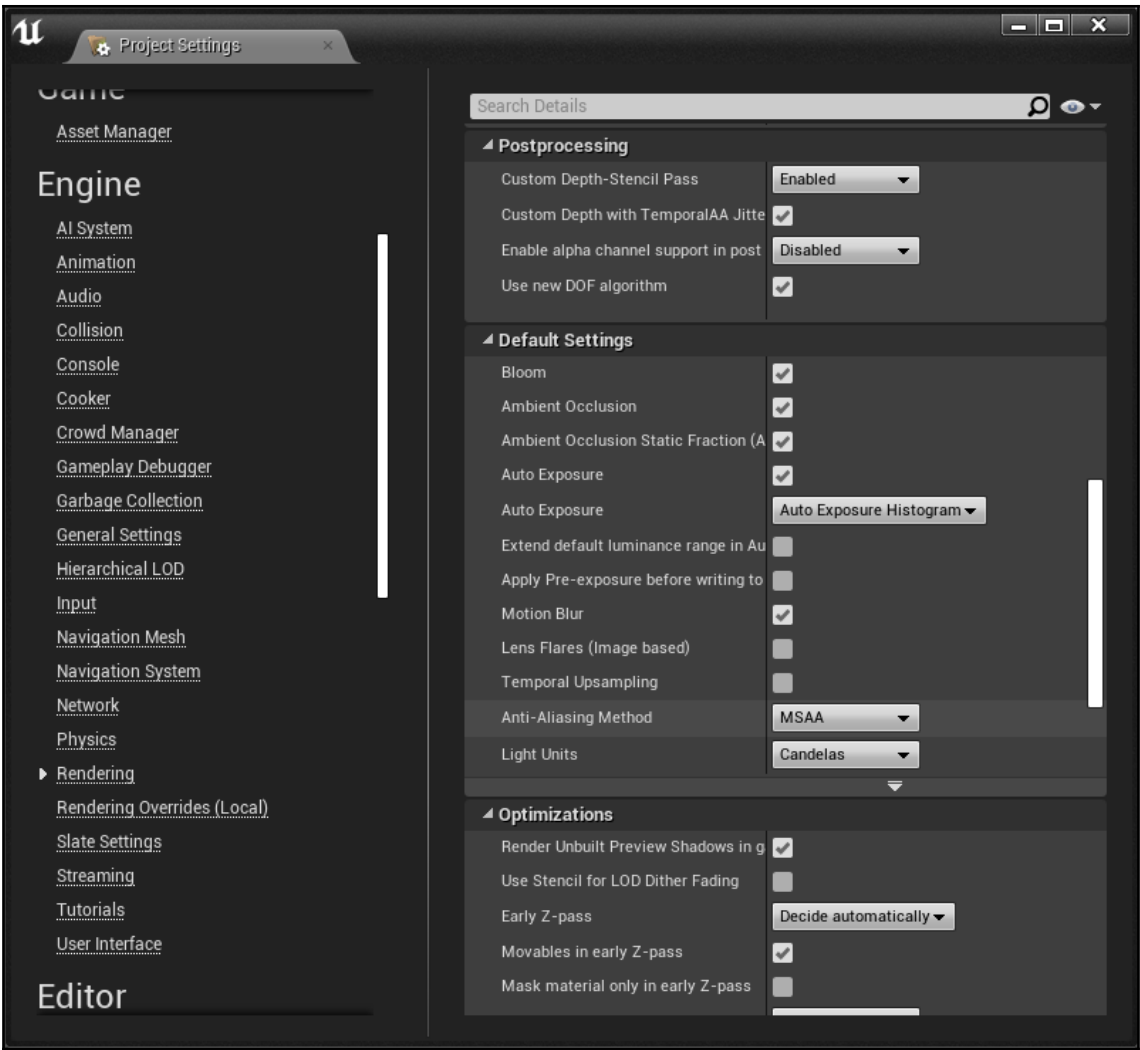 Project Settings
Game
Asset Manager
Engine
AI System
Animation
Audio
Collision
Console
Cooker
Crowd Manager
Gameplay Debugger
Garbage Collection
General Settings
Hierarchical LOD
Input
Navigation Mesh
Navigation System
Network
Physics
Rendering
Rendering Overrides (Local)
Slate Settings
Streaming
Tutorials
User Interface
Editor
Search Details
Postprocessing
Custom Depth-Stencil Pass Enabled
Custom Depth with TemporalAA Jitte
Enable alpha channel support in post Disabled
Use new DOF algorithm
Default Settings
Bloom
Ambient Occlusion
Ambient Occlusion Static Fraction (A
Auto Exposure
Auto Exposure Auto Exposure Histogram
Extend default luminance range in Au
Apply Pre-exposure before writing to
Motion Blur
Lens Flares (Image based)
Temporal Upsampling
Anti-Aliasing Method MSAA
Light Units Candelas
Optimizations
Render Unbuilt Preview Shadows in g
Use Stencil for LOD Dither Fading
Early Z-pass Decide automatically
Movables in early Z-pass
Mask material only in early Z-pass